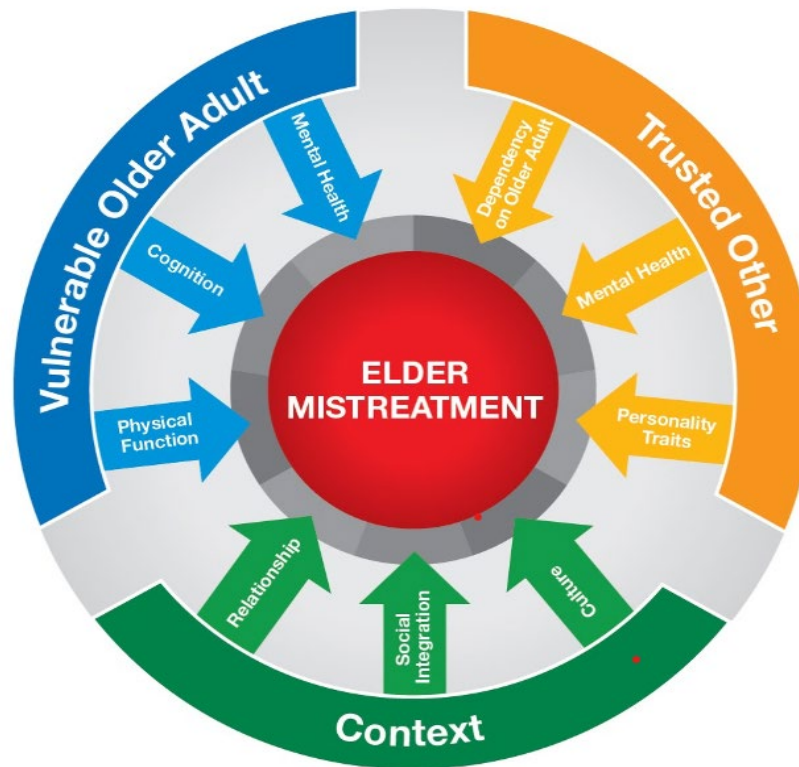 Vulnerable Older Adult
Mental Health
Cognition
Physical
Function
Trusted Other
Dependency
on Older Adult
Mental Health
Personality
Traits
ELDER
MISTREATMENT
Relationship
Social
Integration
Culture
Context